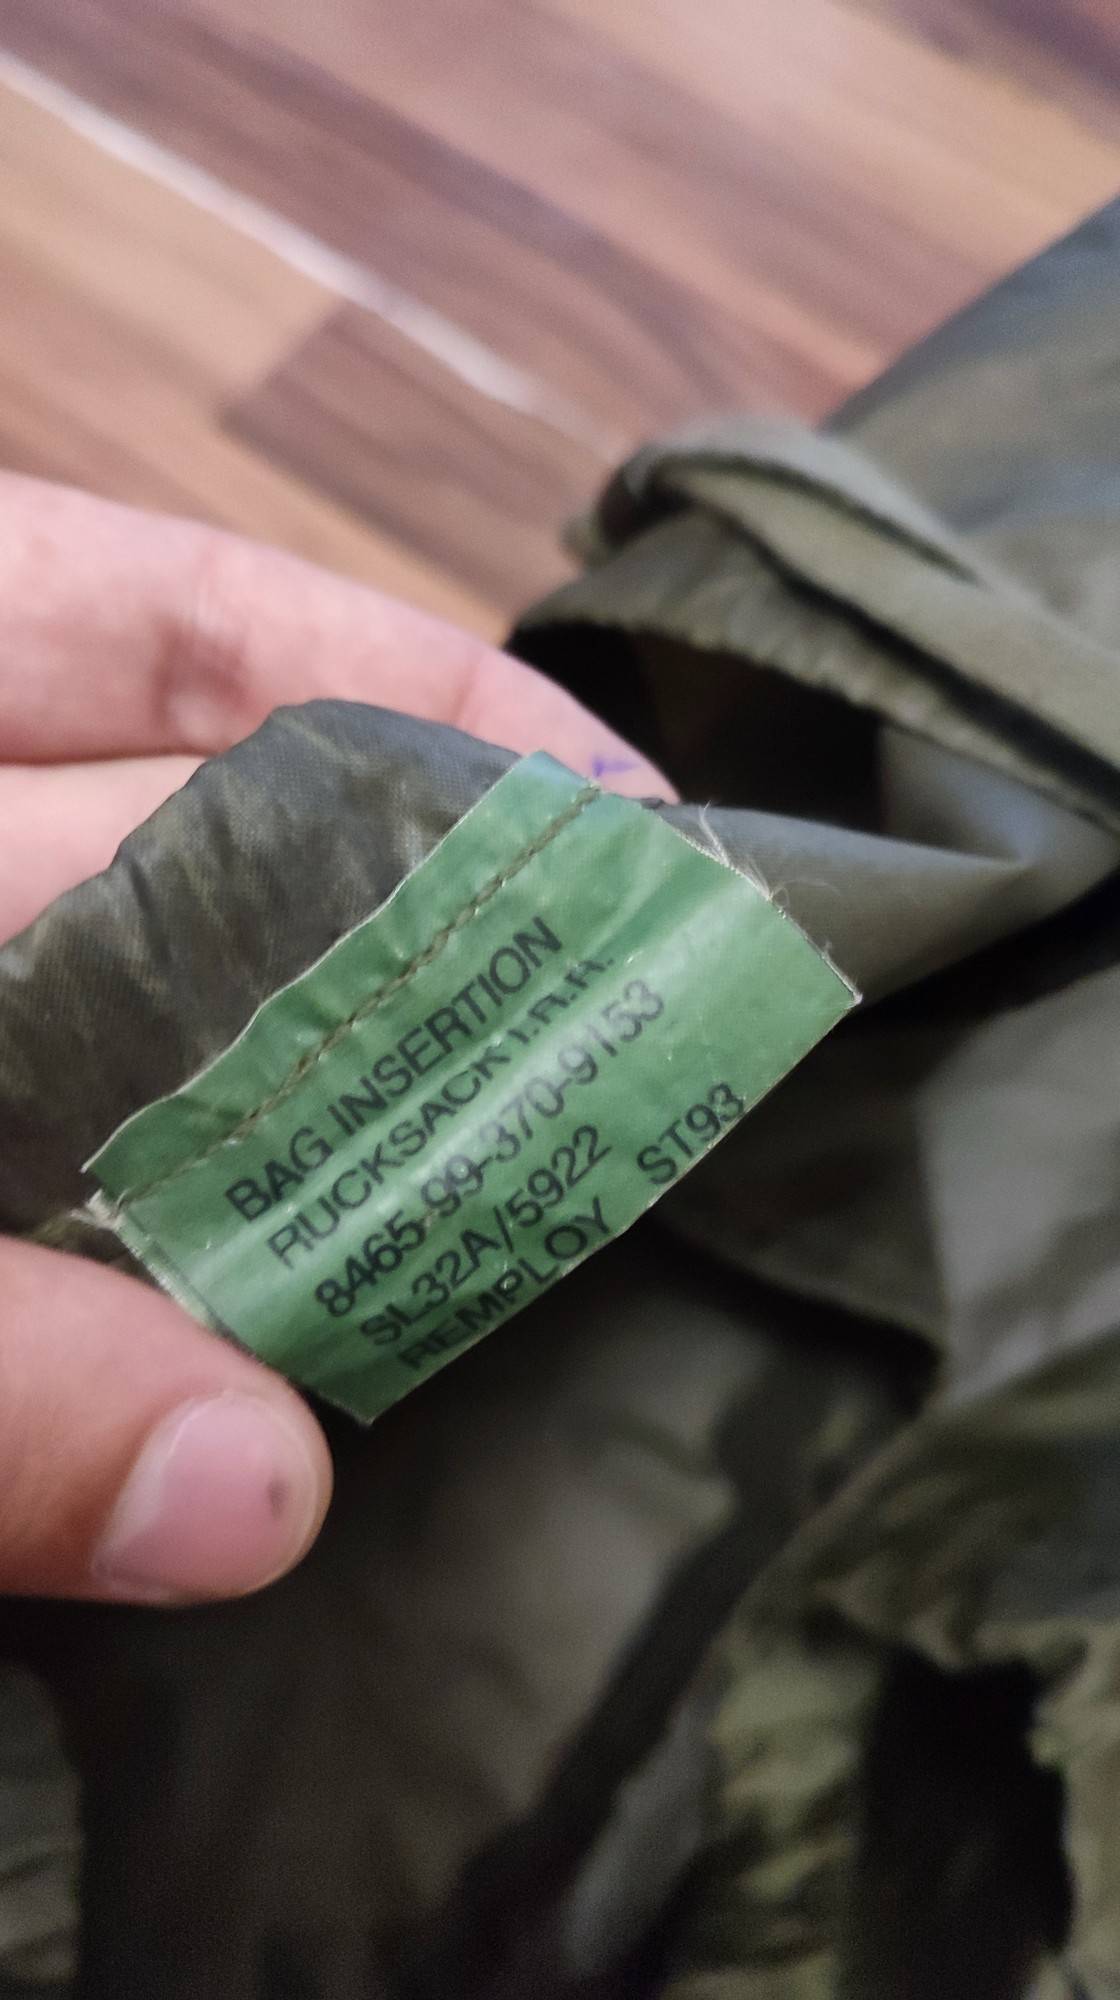 BAG INSERTION
RUCKSACK I.R.R.
8465-99-370-9153
SL32A/5922
REMPLOY ST93